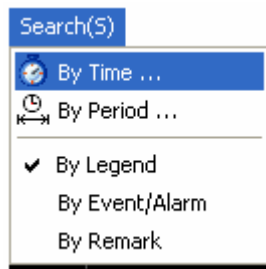 Search(S)
By Time ...
By Period ...
By Legend
By Event/Alarm
By Remark